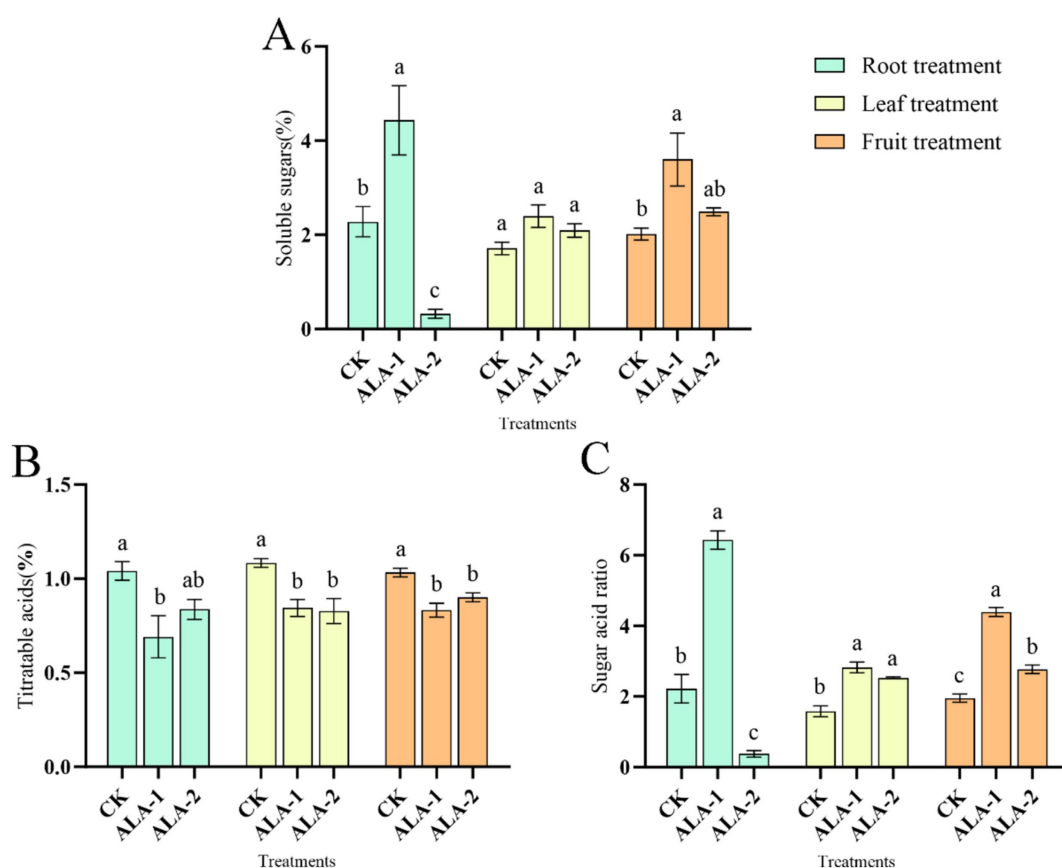 A
Soluble sugars(%)
6
4
2
0
b
a
c
a
a
a
b
a
ab
CK
ALA-1
ALA-2
CK
ALA-1
ALA-2
CK
ALA-1
ALA-2
Treatments
Root treatment
Leaf treatment
Fruit treatment
B
Titratable acids(%)
1.5
1.0
0.5
0.0
a
b
ab
a
b
b
a
b
b
CK
ALA-1
ALA-2
CK
ALA-1
ALA-2
CK
ALA-1
ALA-2
Treatments
C
Sugar acid ratio
8
6
4
2
0
b
a
c
b
a
a
c
a
b
CK
ALA-1
ALA-2
CK
ALA-1
ALA-2
CK
ALA-1
ALA-2
Treatments